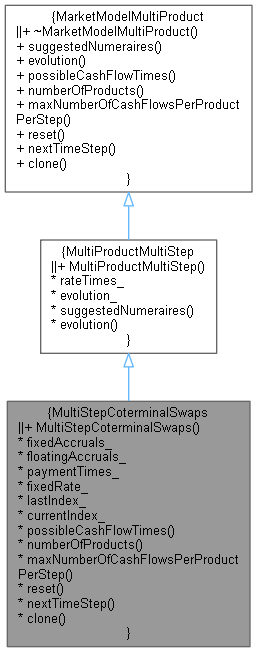 {MarketModelMultiProduct
||+ ~MarketModelMultiProduct()
+ suggestedNumeraires()
+ evolution()
+ possibleCashFlowTimes()
+ numberOfProducts()
+ maxNumberOfCashFlowsPerProduct
PerStep()
+ reset()
+ nextTimeStep()
+ clone()
}
{MultiProductMultiStep
||+ MultiProductMultiStep()
* rateTimes_
* evolution_
* suggestedNumeraires()
* evolution()
}
{MultiStepCoterminalSwaps
||+ MultiStepCoterminalSwaps()
* fixedAccruals_
* floatingAccruals_
* paymentTimes_
* fixedRate_
* lastIndex_
* currentIndex_
* possibleCashFlowTimes()
* numberOfProducts()
* maxNumberOfCashFlowsPerProduct
PerStep()
* reset()
* nextTimeStep()
* clone()
}